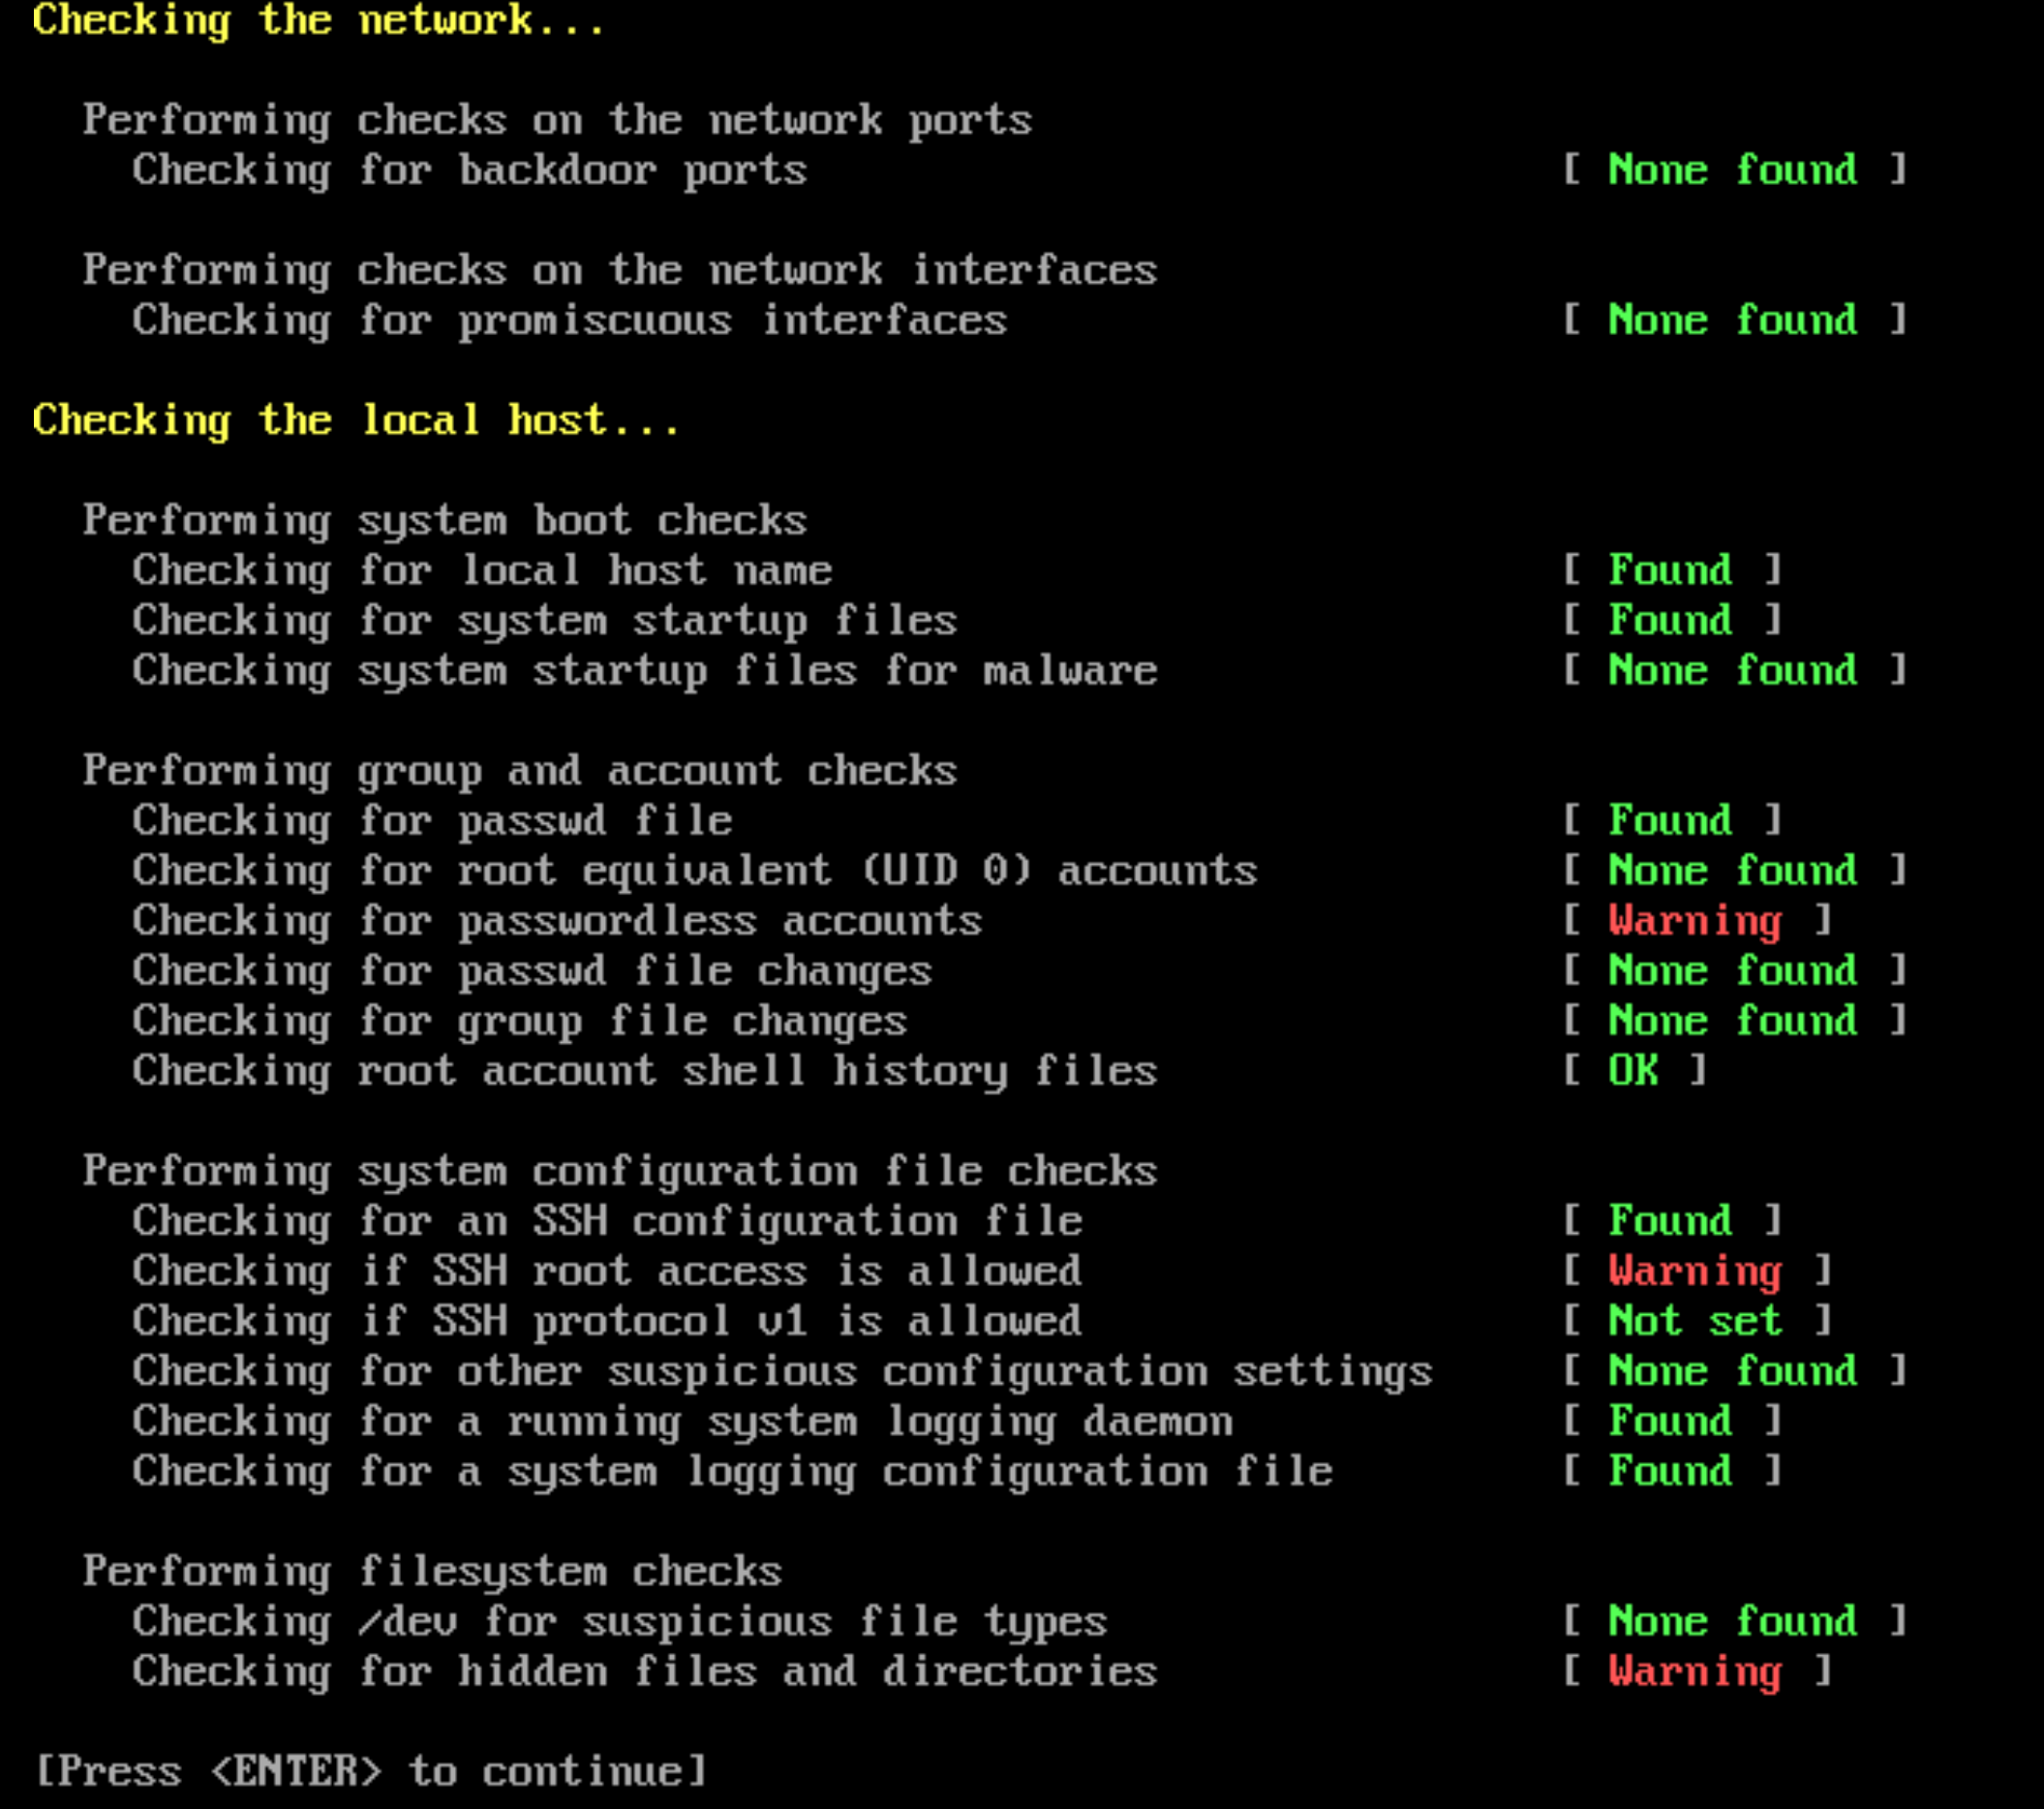 Checking the network...
Performing checks on the network ports
Checking for backdoor ports [ None found ]
Performing checks on the network interfaces
Checking for promiscuous interfaces [ None found ]
Checking the local host...
Performing system boot checks
Checking for local host name [ Found ]
Checking for system startup files [ Found ]
Checking system startup files for malware [ None found ]
Performing group and account checks
Checking for passwd file [ Found ]
Checking for root equivalent (UID 0) accounts [ None found ]
Checking for passwordless accounts [ Warning ]
Checking for passwd file changes [ None found ]
Checking for group file changes [ None found ]
Checking root account shell history files [ OK ]
Performing system configuration file checks
Checking for an SSH configuration file [ Found ]
Checking if SSH root access is allowed [ Warning ]
Checking if SSH protocol v1 is allowed [ Not set ]
Checking for other suspicious configuration settings [ None found ]
Checking for a running system logging daemon [ Found ]
Checking for a system logging configuration file [ Found ]
Performing filesystem checks
Checking /dev for suspicious file types [ None found ]
Checking for hidden files and directories [ Warning ]
[Press <ENTER> to continue]